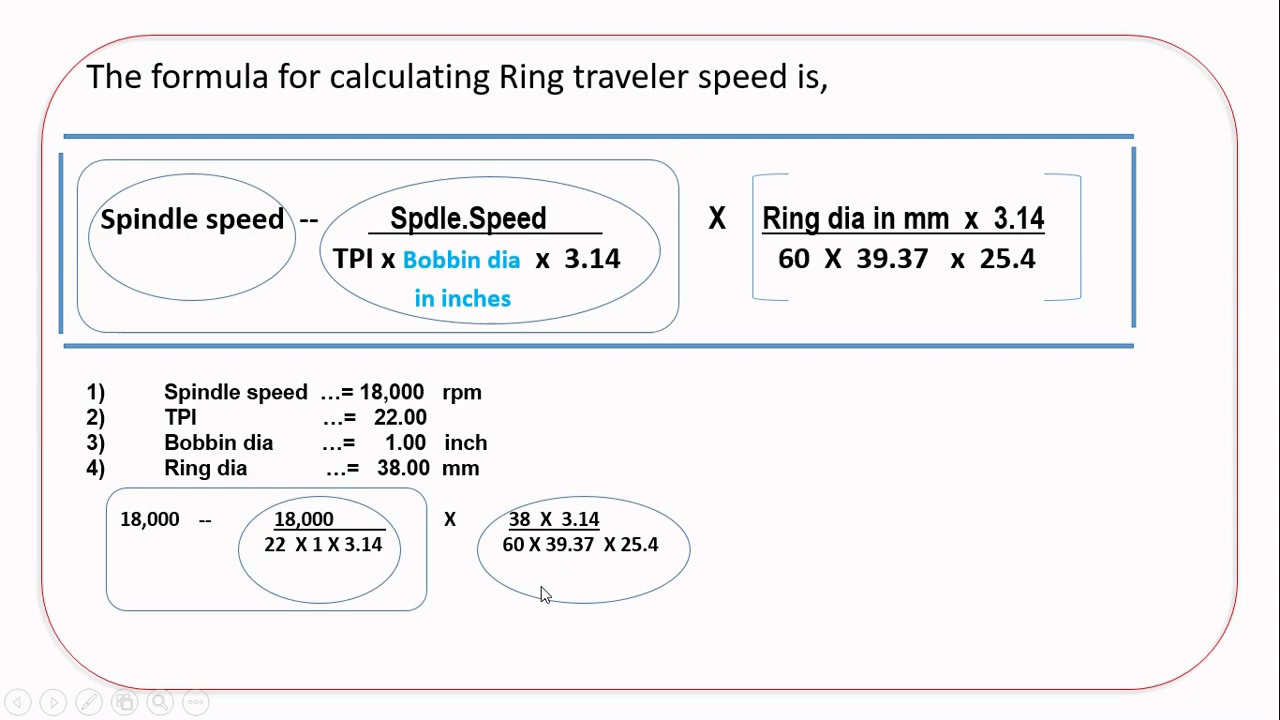 The formula for calculating Ring traveler speed is,
Spindle speed -- Spdle.Speed X Ring dia in mm x 3.14
TPI x Bobbin dia x 3.14 60 X 39.37 x 25.4
in inches
1) Spindle speed ...= 18,000 rpm
2) TPI ...= 22.00
3) Bobbin dia ...= 1.00 inch
4) Ring dia ...= 38.00 mm
18,000 -- 18,000 X 38 X 3.14
22 X 1 X 3.14 60 X 39.37 X 25.4